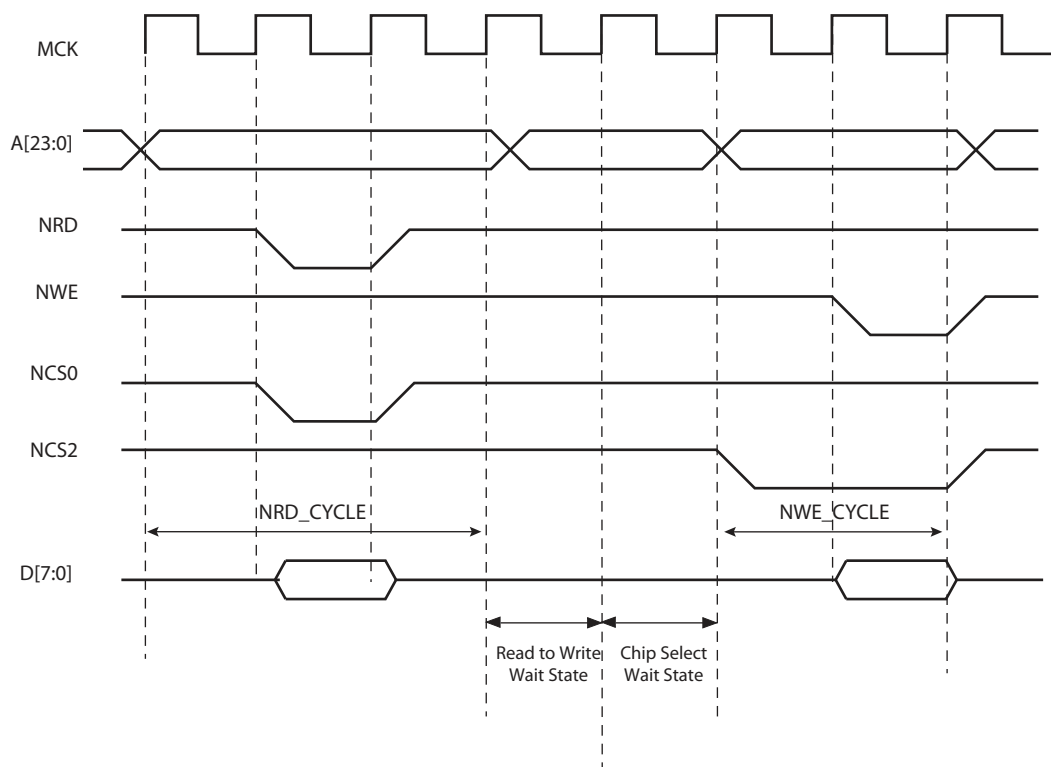 MCK
A[23:0]
NRD
NWE
NCS0
NCS2
NRD_CYCLE
NWE_CYCLE
D[7:0]
Read to Write
Wait State
Chip Select
Wait State